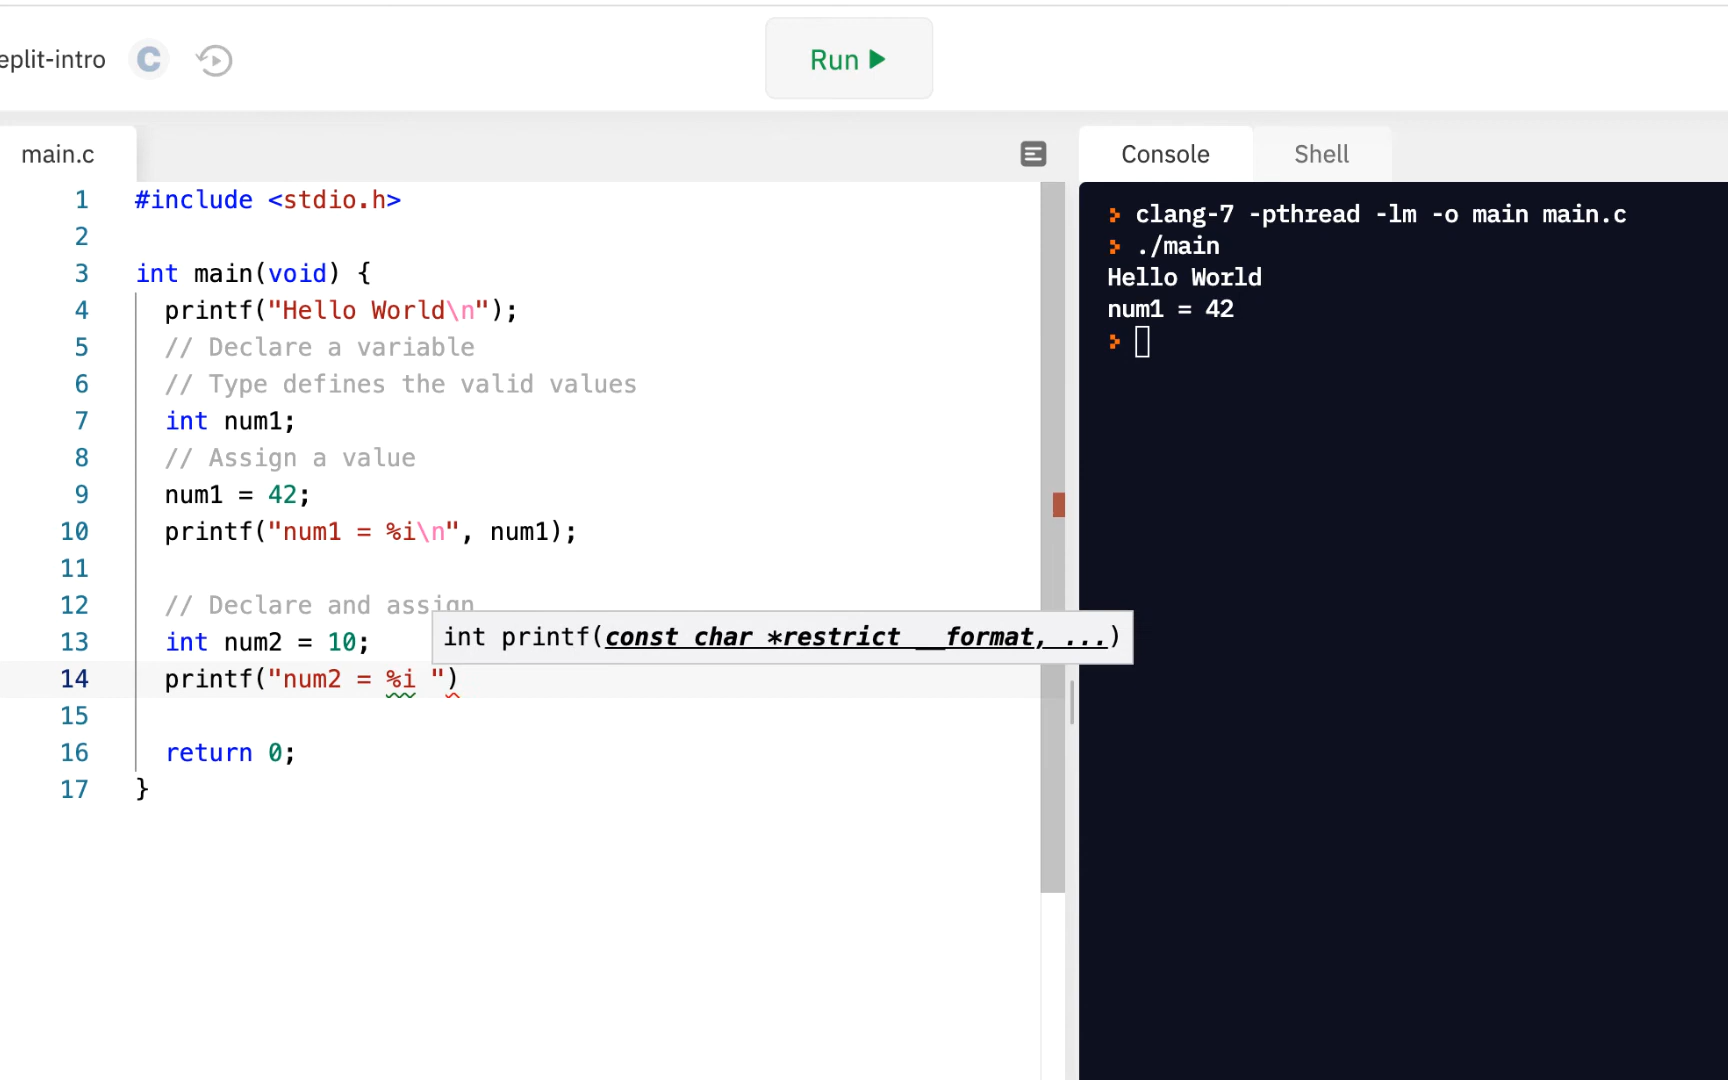 eplit-intro C
Run
main.c
1 #include <stdio.h>
2
3 int main(void) {
4 printf("Hello World\n");
5 // Declare a variable
6 // Type defines the valid values
7 int num1;
8 // Assign a value
9 num1 = 42;
10 printf("num1 = %i\n", num1);
11
12 // Declare and assign
13 int num2 = 10;
int printf(const char *restrict __format, ...)
14 printf("num2 = %i ")
15
16 return 0;
17 }
Console Shell
clang-7 -pthread -lm -o main main.c
./main
Hello World
num1 = 42